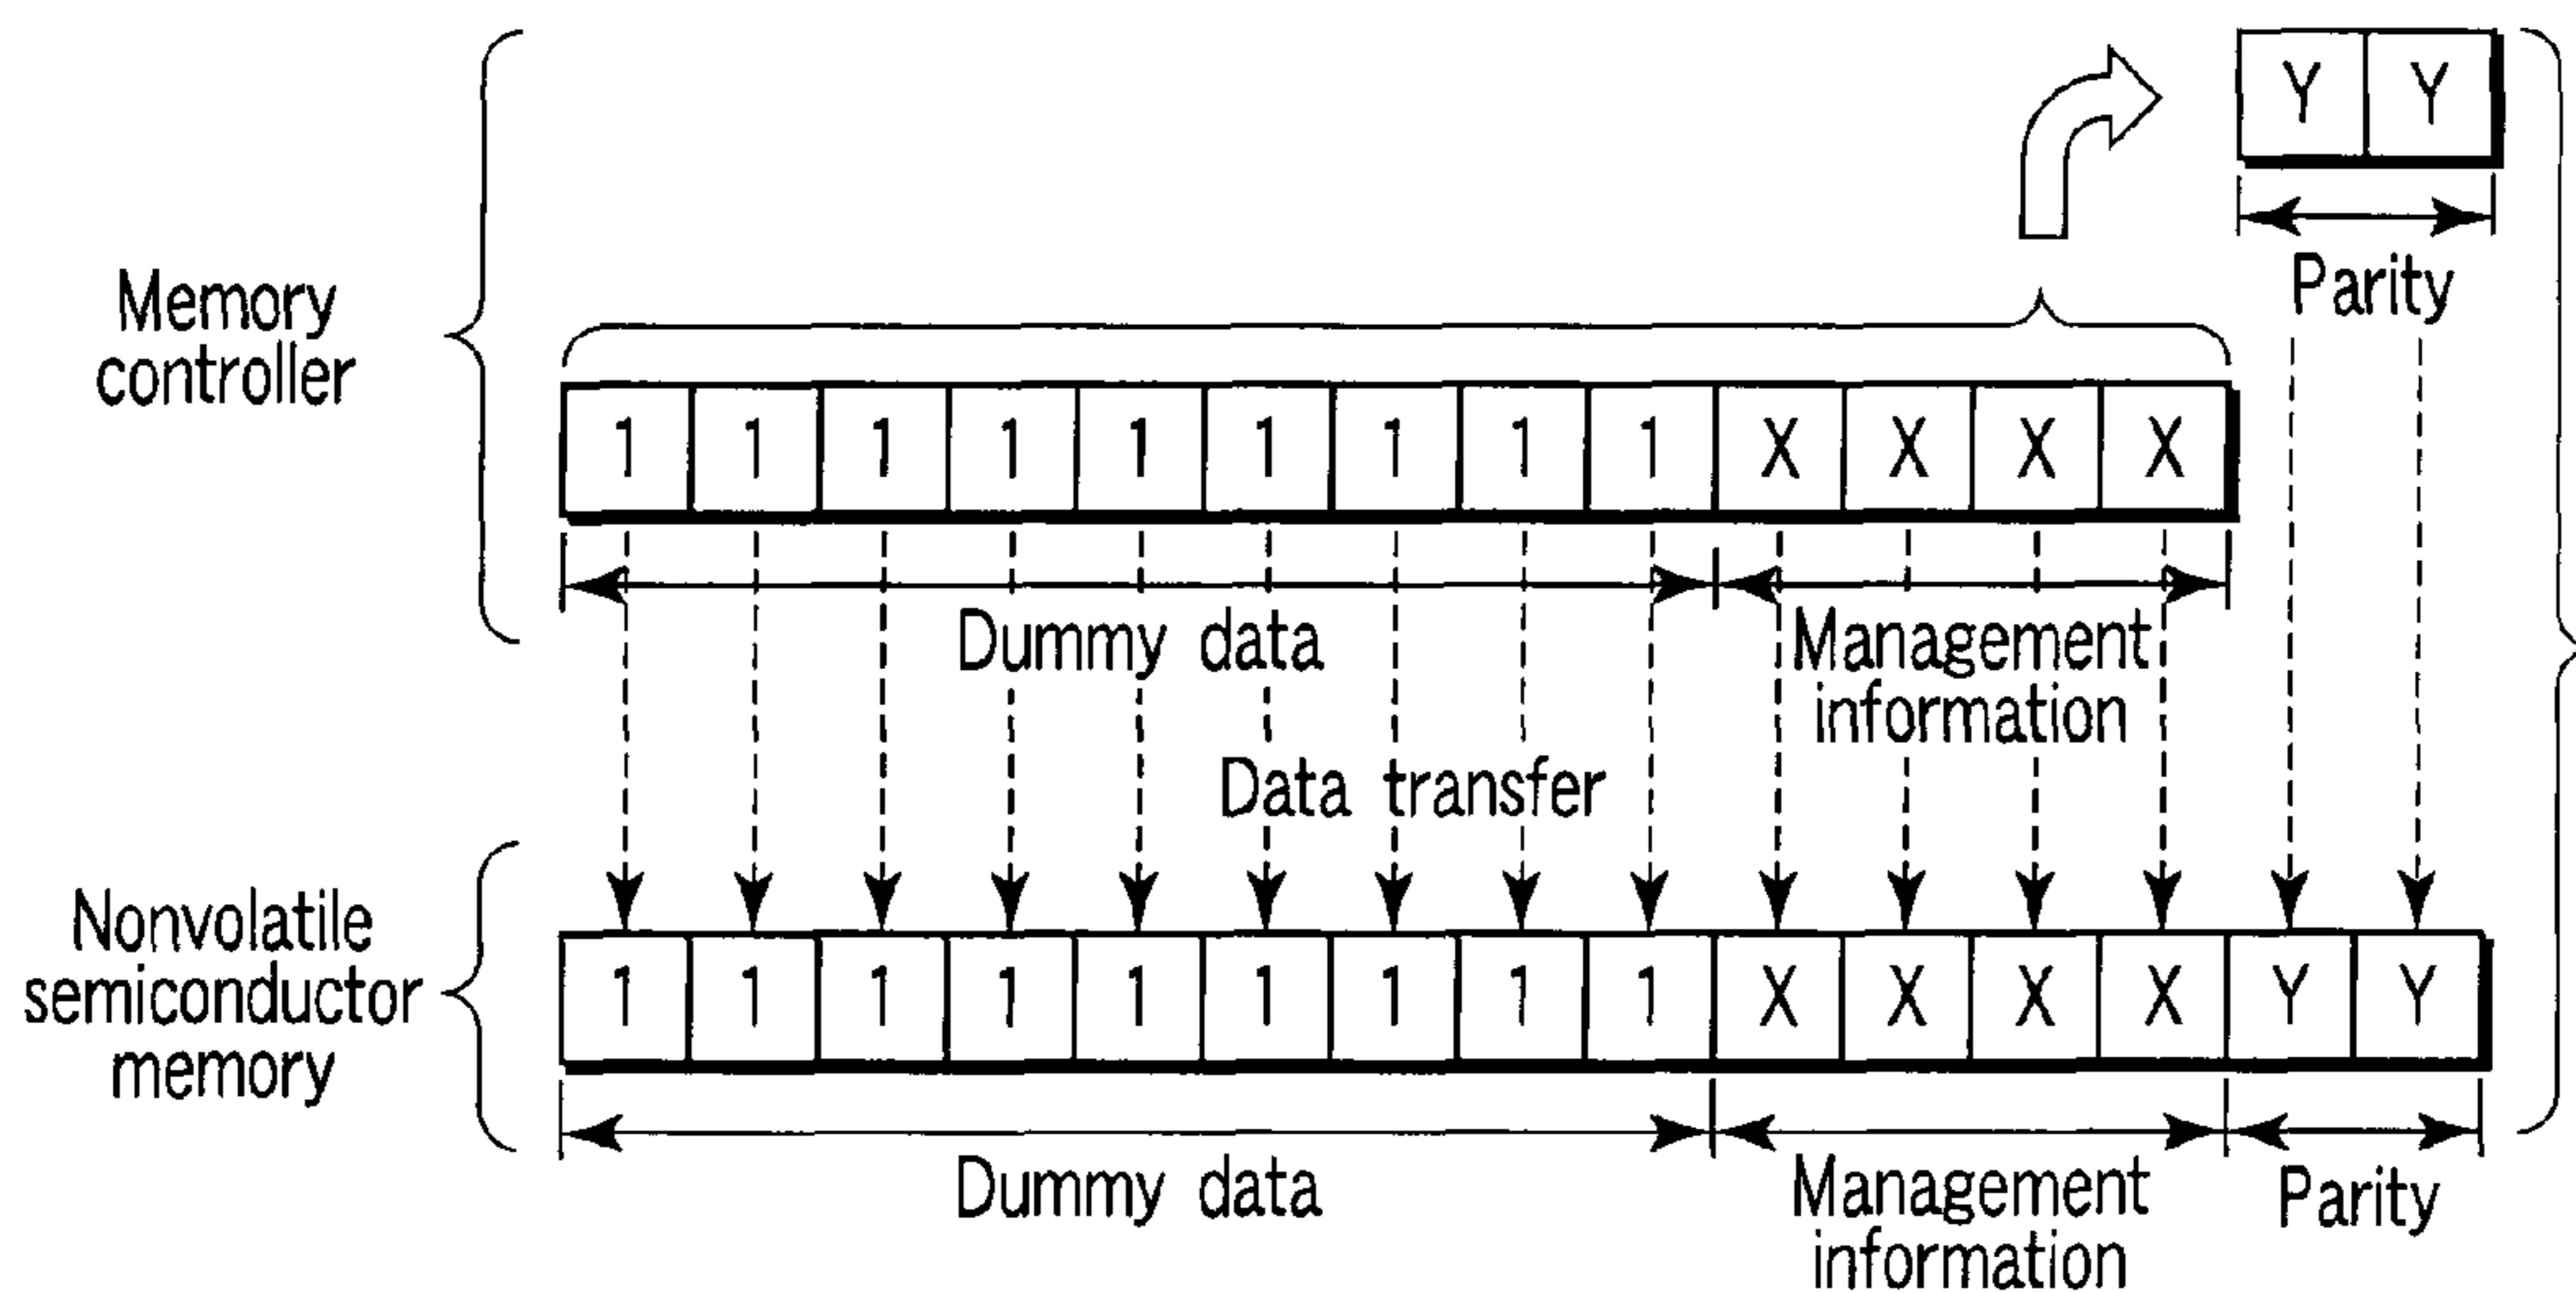 Y Y
Parity
Memory
controller
1 1 1 1 1 1 1 1 1 X X X X
Dummy data
Management
information
Data transfer
Nonvolatile
semiconductor
memory
1 1 1 1 1 1 1 1 1 X X X X Y Y
Dummy data
Management
information
Parity